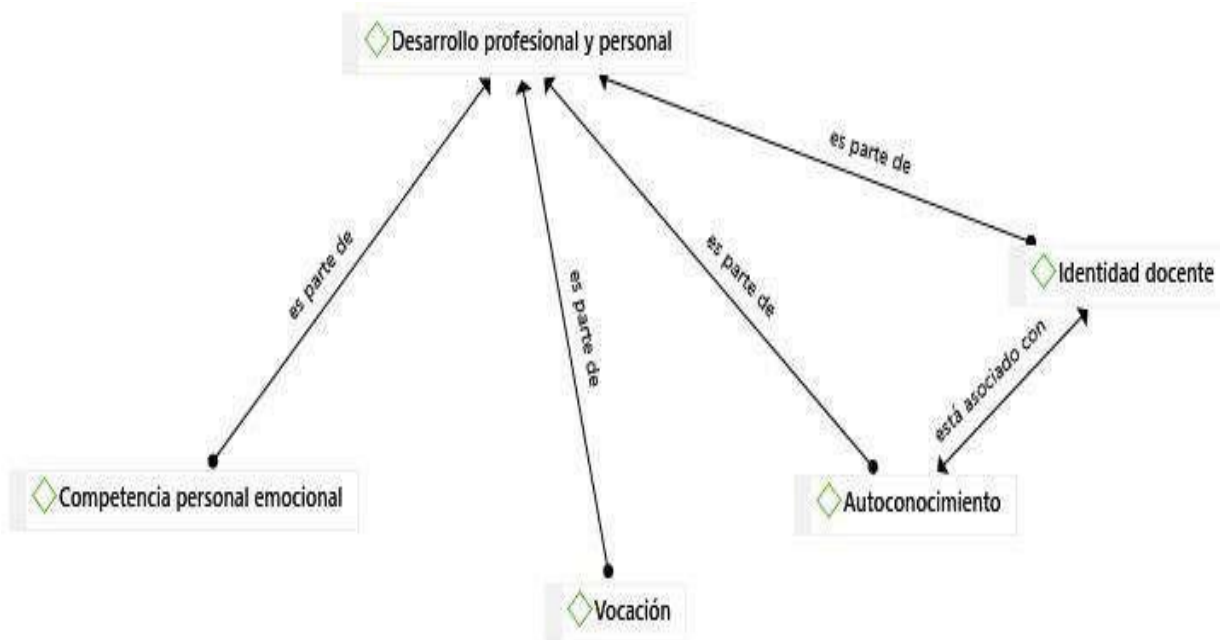 Desarrollo profesional y personal
es parte de
es parte de
es parte de
es parte de
Identidad docente
está asociado con
Competencia personal emocional
Autoconocimiento
Vocación